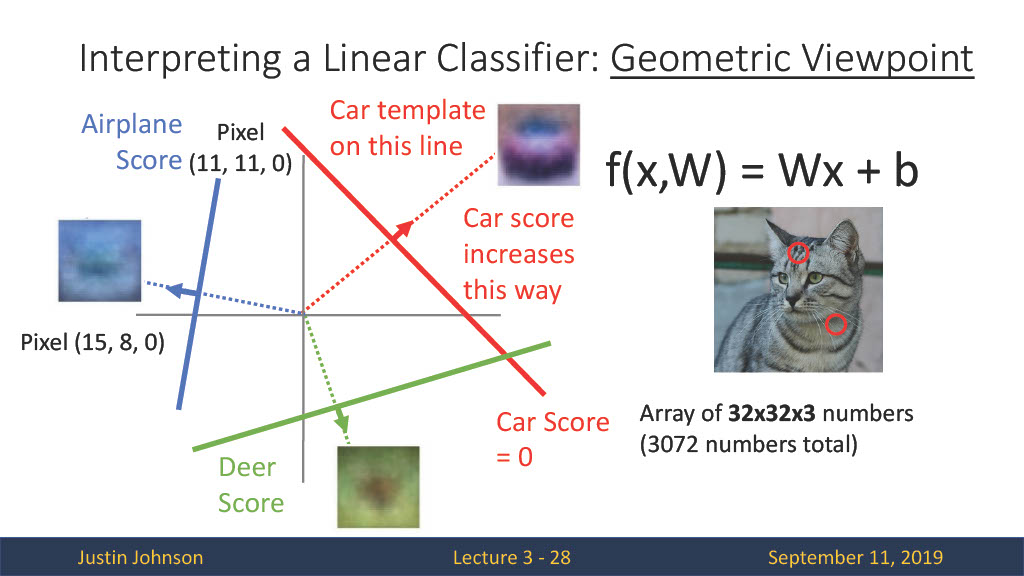 Interpreting a Linear Classifier: Geometric Viewpoint
Airplane
Score
Pixel
(11, 11, 0)
Car template
on this line
f(x,W) = Wx + b
Car score
increases
this way
Pixel (15, 8, 0)
Car Score
= 0
Array of 32x32x3 numbers
(3072 numbers total)
Deer
Score
Justin Johnson
Lecture 3 - 28
September 11, 2019